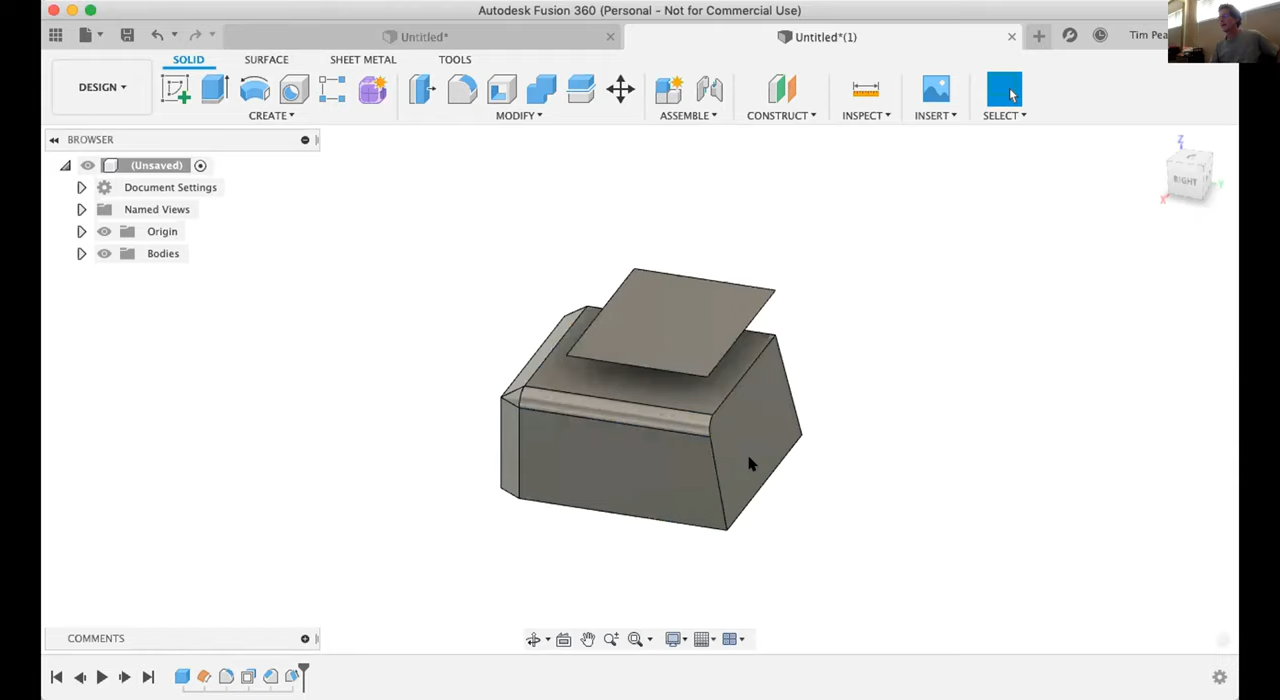 Autodesk Fusion 360 (Personal - Not for Commercial Use)
Untitled*
Untitled*(1)
Tim Pea
SOLID
SURFACE
SHEET METAL
TOOLS
DESIGN
CREATE
MODIFY
ASSEMBLE
CONSTRUCT
INSPECT
INSERT
SELECT
BROWSER
(Unsaved)
Document Settings
Named Views
Origin
Bodies
Z
RIGHT
Y
X
COMMENTS